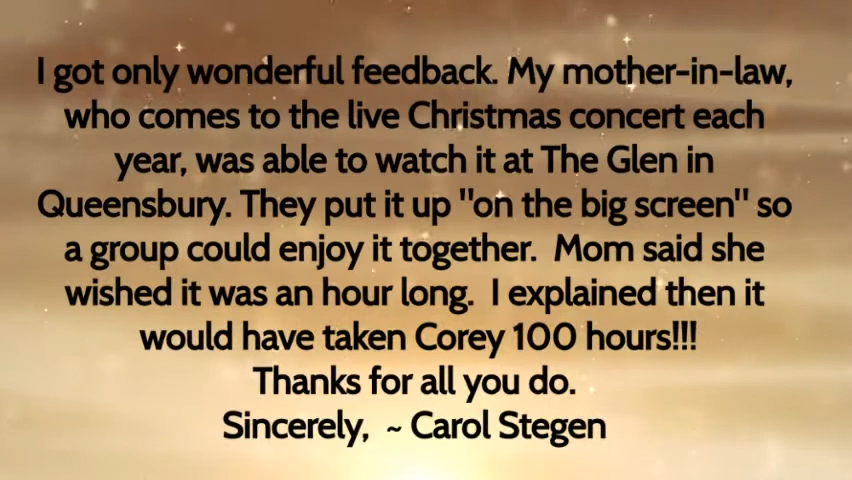 I got only wonderful feedback. My mother-in-law,
who comes to the live Christmas concert each
year, was able to watch it at The Glen in
Queensbury. They put it up "on the big screen" so
a group could enjoy it together.  Mom said she
wished it was an hour long.  I explained then it
would have taken Corey 100 hours!!!
Thanks for all you do.
Sincerely,  ~ Carol Stegen